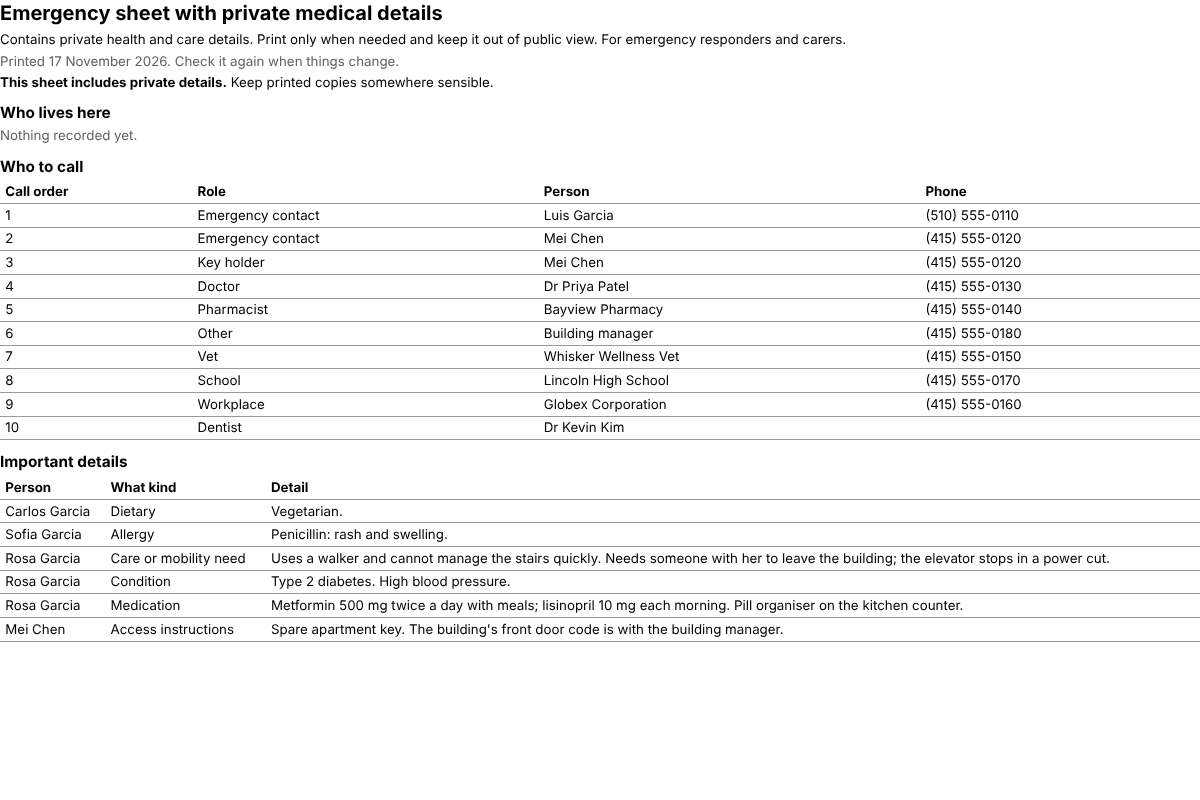 Emergency sheet with private medical details
Contains private health and care details. Print only when needed and keep it out of public view. For emergency responders and carers.
Printed 17 November 2026. Check it again when things change.
This sheet includes private details. Keep printed copies somewhere sensible.
Who lives here
Nothing recorded yet.
Who to call
Call order Role Person Phone
1 Emergency contact Luis Garcia (510) 555-0110
2 Emergency contact Mei Chen (415) 555-0120
3 Key holder Mei Chen (415) 555-0120
4 Doctor Dr Priya Patel (415) 555-0130
5 Pharmacist Bayview Pharmacy (415) 555-0140
6 Other Building manager (415) 555-0180
7 Vet Whisker Wellness Vet (415) 555-0150
8 School Lincoln High School (415) 555-0170
9 Workplace Globex Corporation (415) 555-0160
10 Dentist Dr Kevin Kim
Important details
Person What kind Detail
Carlos Garcia Dietary Vegetarian.
Sofia Garcia Allergy Penicillin: rash and swelling.
Rosa Garcia Care or mobility need Uses a walker and cannot manage the stairs quickly. Needs someone with her to leave the building; the elevator stops in a power cut.
Rosa Garcia Condition Type 2 diabetes. High blood pressure.
Rosa Garcia Medication Metformin 500 mg twice a day with meals; lisinopril 10 mg each morning. Pill organiser on the kitchen counter.
Mei Chen Access instructions Spare apartment key. The building's front door code is with the building manager.